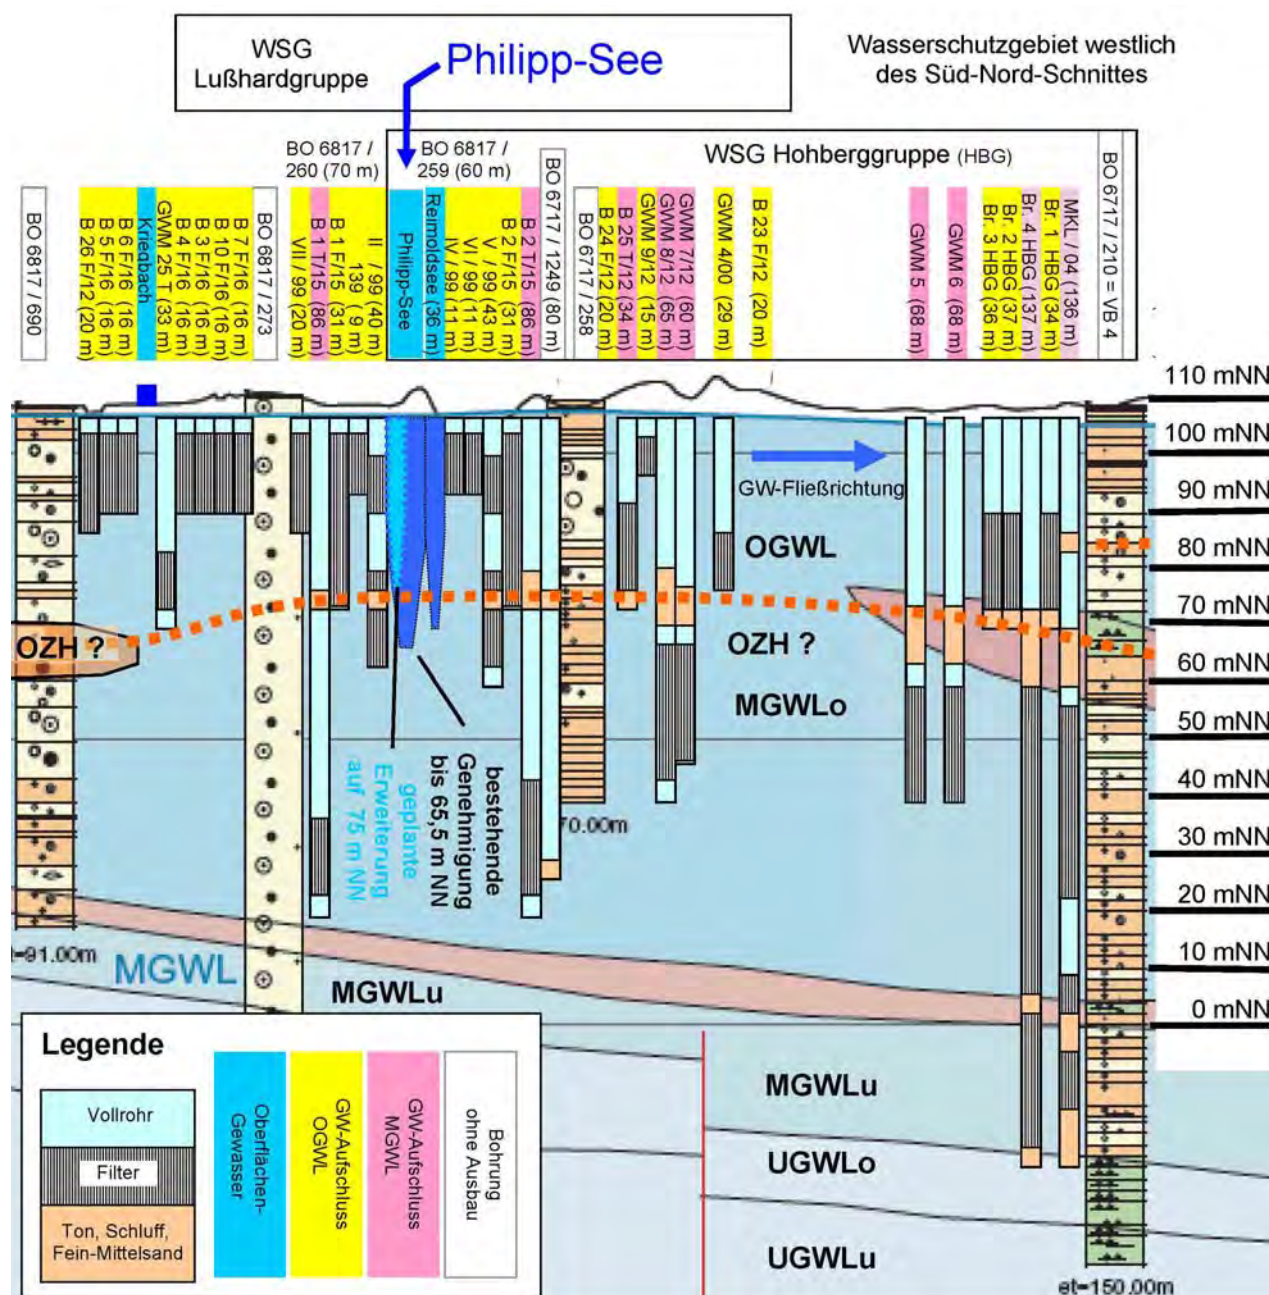 WSG
Lußhardgruppe
Philipp-See
Wasserschutzgebiet westlich
des Süd-Nord-Schnittes
BO 6817 /
260 (70 m)
BO 6817 /
259 (60 m)
WSG Hohberggruppe (HBG)
BO 6817 / 690
B 26 F/12 (20 m)
B 5 F/16 (16 m)
B 6 F/16 (16 m)
Kriegbach
GWM 25 T (33 m)
B 4 F/16 (16 m)
B 3 F/16 (16 m)
B 10 F/16 (16 m)
B 7 F/16 (16 m)
BO 6817 / 273
VII / 99 (20 m)
B 1 T/15 (86 m)
B 1 F/15 (31 m)
139 (9 m)
II / 99 (40 m)
Philipp-See
Reimoldsee (36 m)
IV / 99 (11 m)
VI / 99 (11 m)
V / 99 (43 m)
B 2 F/15 (31 m)
B 2 T/15 (86 m)
BO 6717 / 1249 (80 m)
BO 6717 / 258
B 24 F/12 (20 m)
B 25 T/12 (34 m)
GWM 9/12 (15 m)
GWM 8/12 (65 m)
GWM 7/12 (60 m)
GWM 4/00 (29 m)
B 23 F/12 (20 m)
GWM 5 (68 m)
GWM 6 (68 m)
Br. 3 HBG (36 m)
Br. 2 HBG (37 m)
Br. 4 HBG (137 m)
Br. 1 HBG (34 m)
MKL / 04 (136 m)
BO 6717 / 210 = VB 4
110 mNN
100 mNN
90 mNN
80 mNN
70 mNN
60 mNN
50 mNN
40 mNN
30 mNN
20 mNN
10 mNN
0 mNN
GW-Fließrichtung
OGWL
OZH ?
OZH ?
MGWLo
bestehende
Genehmigung
bis 65,5 m NN
geplante
Erweiterung
auf 75 m NN
70.00m
t=91.00m
MGWL
MGWLu
MGWLu
UGWLo
UGWLu
et=150.00m
Legende
Vollrohr
Filter
Ton, Schluff,
Fein-Mittelsand
Oberflächen-
Gewasser
GW-Aufschluss
OGWL
GW-Aufschluss
MGWL
Bohrung
ohne Ausbau